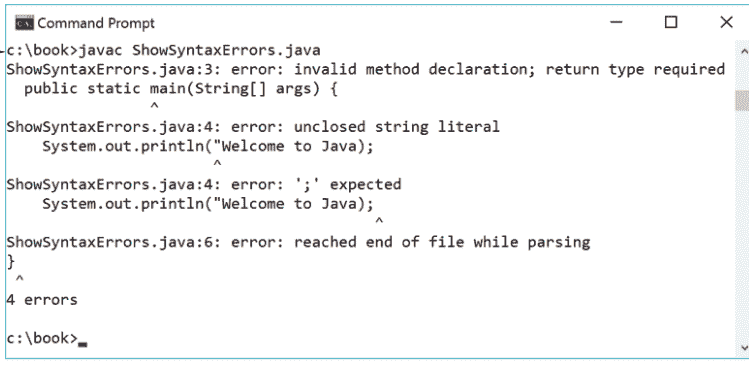 Command Prompt
c:\book>javac ShowSyntaxErrors.java
ShowSyntaxErrors.java:3: error: invalid method declaration; return type required
  public static main(String[] args) {
                ^
ShowSyntaxErrors.java:4: error: unclosed string literal
    System.out.println("Welcome to Java);
                       ^
ShowSyntaxErrors.java:4: error: ';' expected
    System.out.println("Welcome to Java);
                                         ^
ShowSyntaxErrors.java:6: error: reached end of file while parsing
}
 ^
4 errors
c:\book>